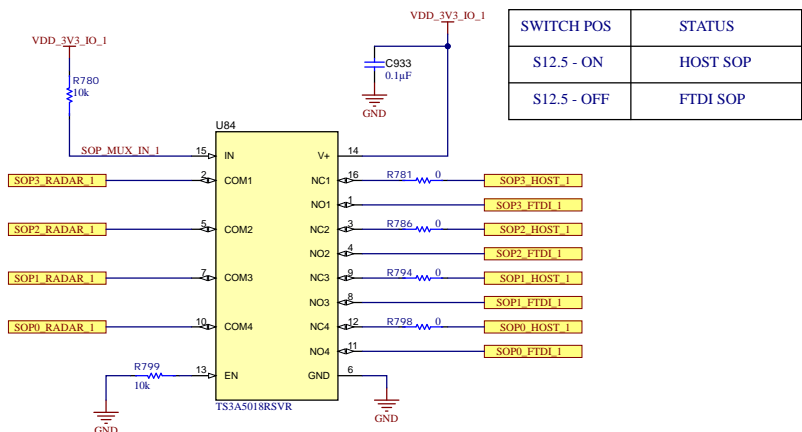 VDD_3V3_IO_1
VDD_3V3_IO_1
SWITCH POS STATUS
S12.5 - ON HOST SOP
S12.5 - OFF FTDI SOP
C933
0.1µF
GND
R780
10k
U84
SOP_MUX_IN_1 15 IN V+ 14
SOP3_RADAR_1 2 COM1 NC1 16 R781 0 SOP3_HOST_1
NO1 1 SOP3_FTDI_1
SOP2_RADAR_1 5 COM2 NC2 3 R786 0 SOP2_HOST_1
NO2 4 SOP2_FTDI_1
SOP1_RADAR_1 7 COM3 NC3 9 R794 0 SOP1_HOST_1
NO3 8 SOP1_FTDI_1
SOP0_RADAR_1 10 COM4 NC4 12 R798 0 SOP0_HOST_1
NO4 11 SOP0_FTDI_1
R799
10k
13 EN GND 6
TS3A5018RSVR
GND
GND